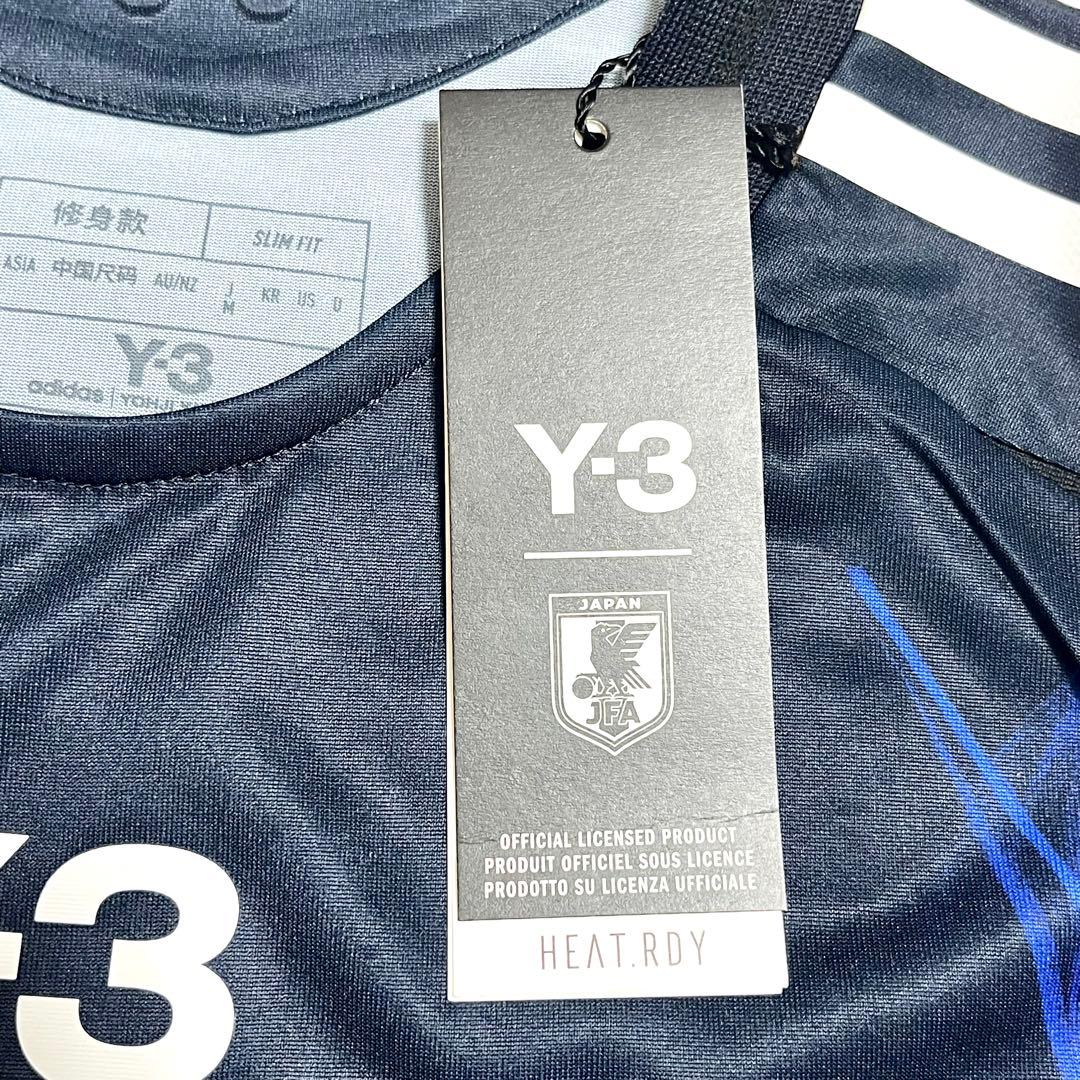 修身款
SLIM FIT
ASIA 中国尺码 AU/NZ J KR US
M
Y-3
adidas
Y-3
JAPAN
JFA
OFFICIAL LICENSED PRODUCT
PRODUIT OFFICIEL SOUS LICENCE
PRODOTTO SU LICENZA UFFICIALE
HEAT.RDY
-3